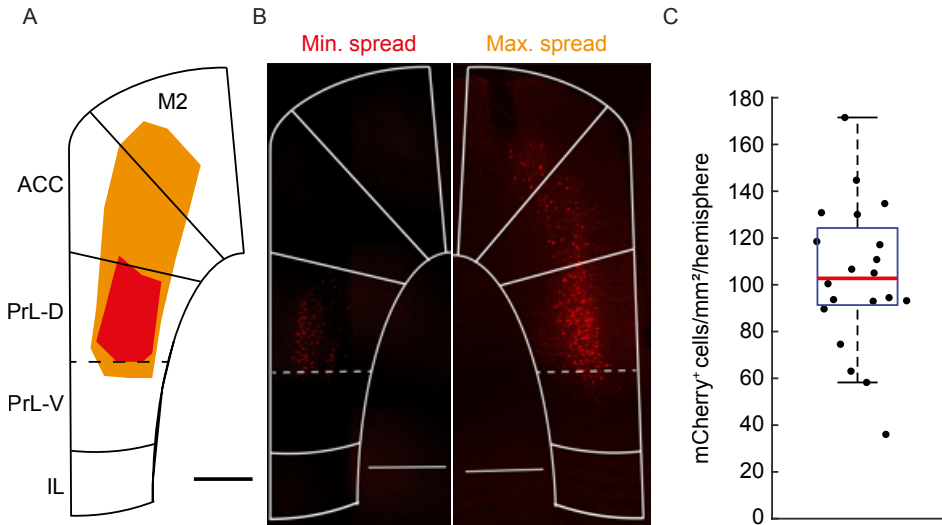 A
B
C
Min. spread
Max. spread
M2
ACC
PrL-D
PrL-V
IL
mCherry⁺ cells/mm²/hemisphere
180
160
140
120
100
80
60
40
20
0